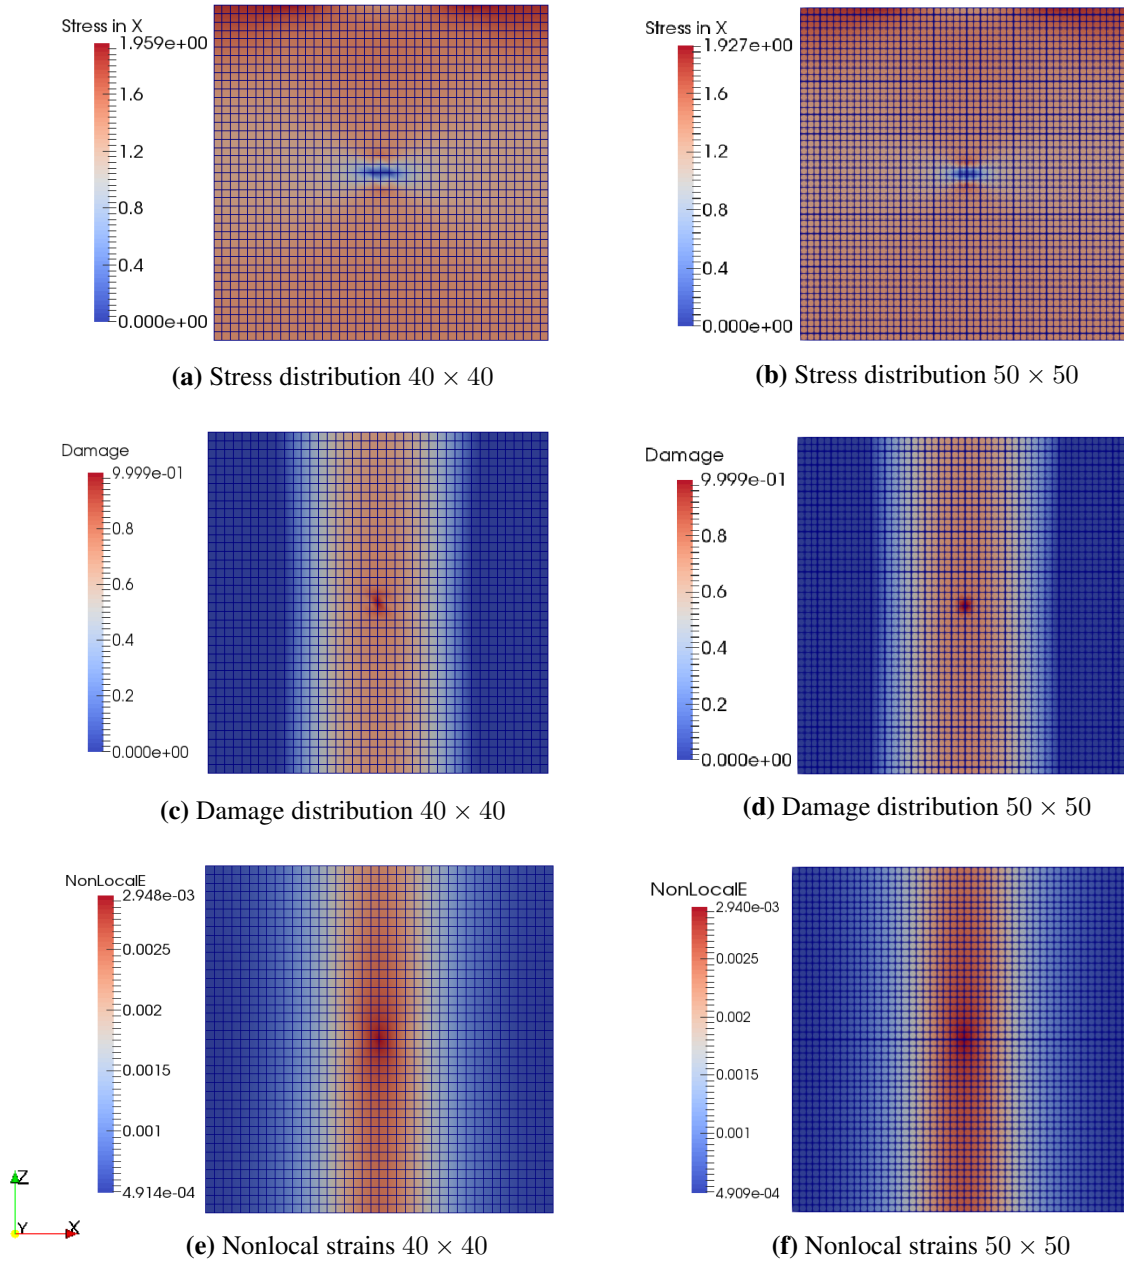 Stress in X
1.959e+00
1.6
1.2
0.8
0.4
0.000e+00
(a) Stress distribution 40 × 40
Stress in X
1.927e+00
1.6
1.2
0.8
0.4
0.000e+00
(b) Stress distribution 50 × 50
Damage
9.999e-01
0.8
0.6
0.4
0.2
0.000e+00
(c) Damage distribution 40 × 40
Damage
9.999e-01
0.8
0.6
0.4
0.2
0.000e+00
(d) Damage distribution 50 × 50
NonLocalE
2.948e-03
0.0025
0.002
0.0015
0.001
4.914e-04
Z
Y
X
(e) Nonlocal strains 40 × 40
NonLocalE
2.940e-03
0.0025
0.002
0.0015
0.001
4.909e-04
(f) Nonlocal strains 50 × 50